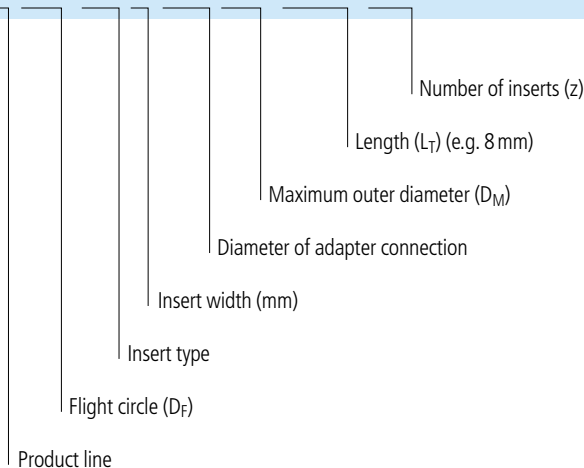 Number of inserts (z)
Length (L_T) (e.g. 8 mm)
Maximum outer diameter (D_M)
Diameter of adapter connection
Insert width (mm)
Insert type
Flight circle (D_F)
Product line